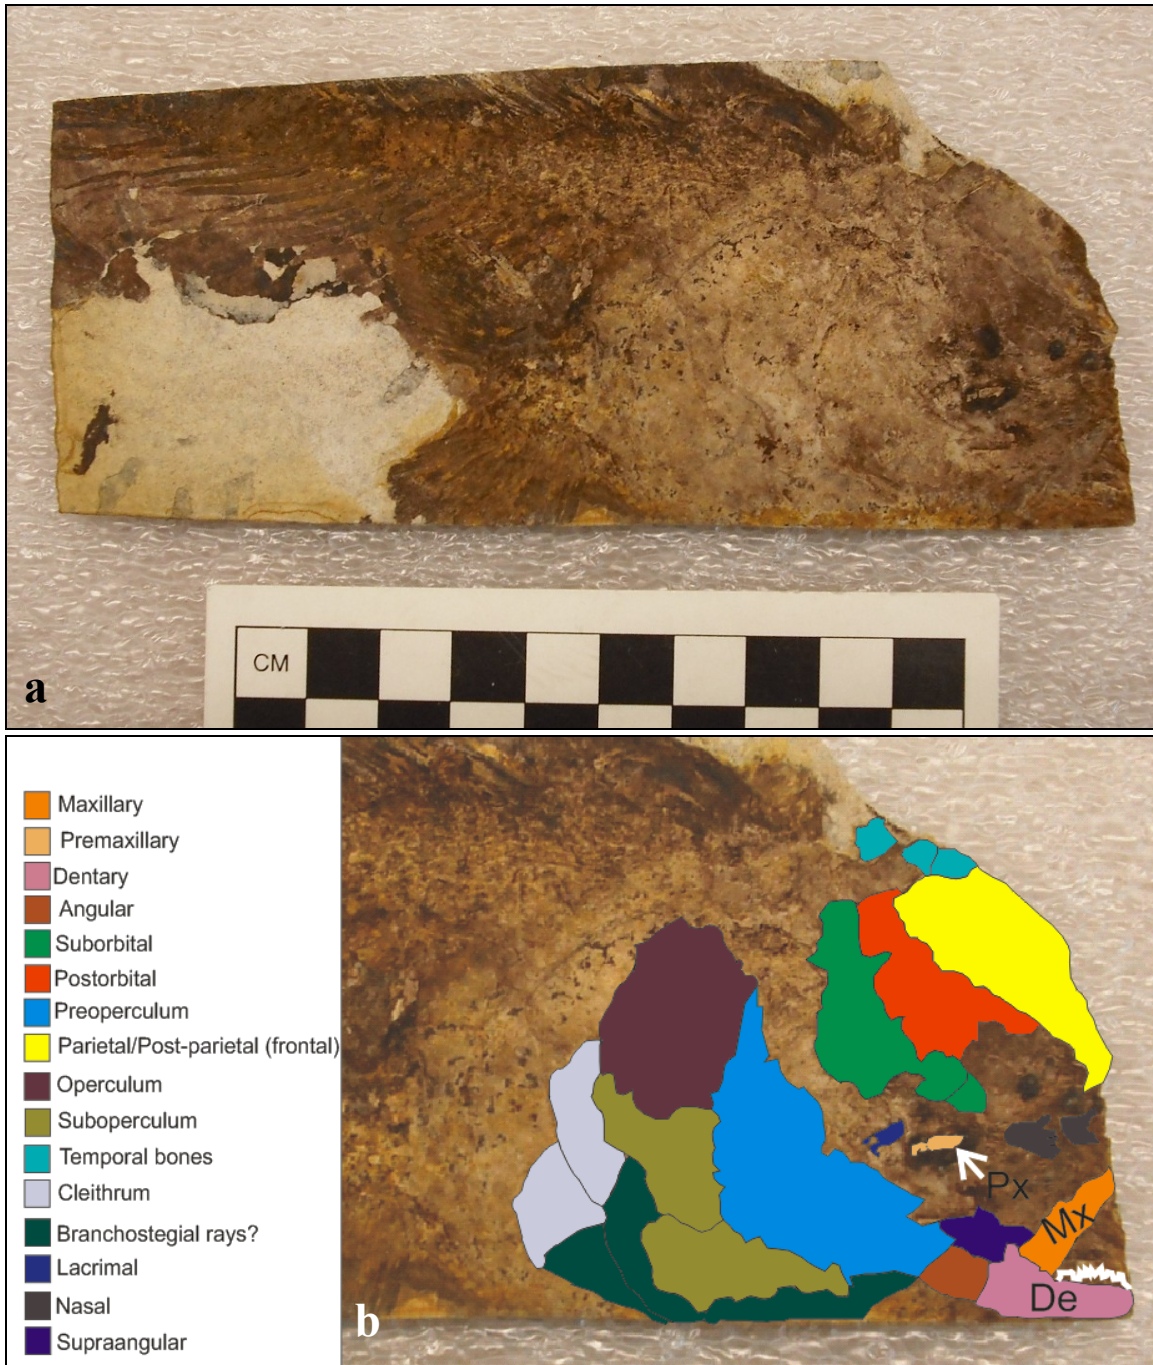 CM
a
Maxillary
Premaxillary
Dentary
Angular
Suborbital
Postorbital
Preoperculum
Parietal/Post-parietal (frontal)
Operculum
Suboperculum
Temporal bones
Cleithrum
Branchostegial rays?
Lacrimal
Nasal
Supraangular
Px
Mx
De
b